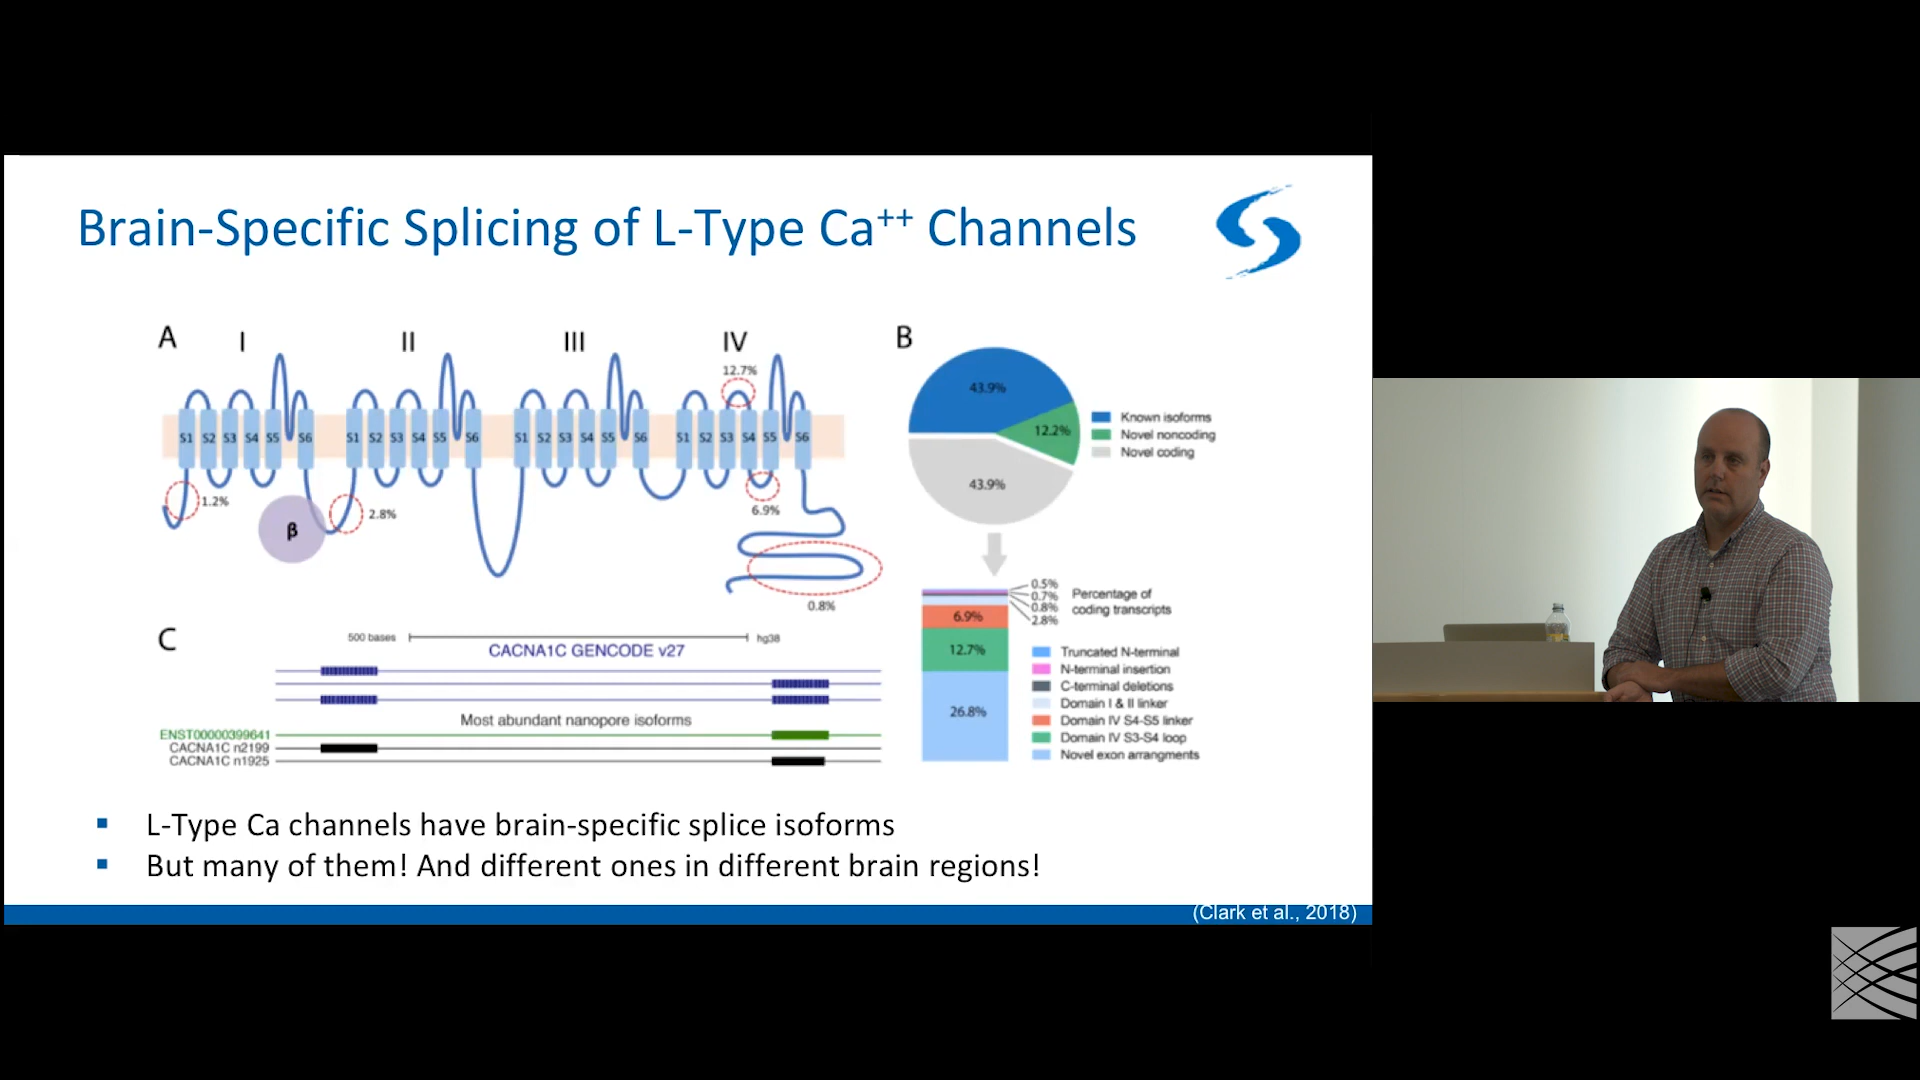 Brain-Specific Splicing of L-Type Ca++ Channels
A
I
II
III
IV
12.7%
S1 S2 S3 S4 S5 S6
S1 S2 S3 S4 S5 S6
S1 S2 S3 S4 S5 S6
S1 S2 S3 S4 S5 S6
1.2%
β
2.8%
6.9%
0.8%
B
43.9%
12.2%
43.9%
Known isoforms
Novel noncoding
Novel coding
0.5%
0.7%
0.8%
2.8%
Percentage of
coding transcripts
6.9%
12.7%
26.8%
Truncated N-terminal
N-terminal insertion
C-terminal deletions
Domain I & II linker
Domain IV S4-S5 linker
Domain IV S3-S4 loop
Novel exon arrangments
C
500 bases
hg38
CACNA1C GENCODE v27
Most abundant nanopore isoforms
ENST00000399641
CACNA1C n2199
CACNA1C n1925
▪ L-Type Ca channels have brain-specific splice isoforms
▪ But many of them! And different ones in different brain regions!
(Clark et al., 2018)